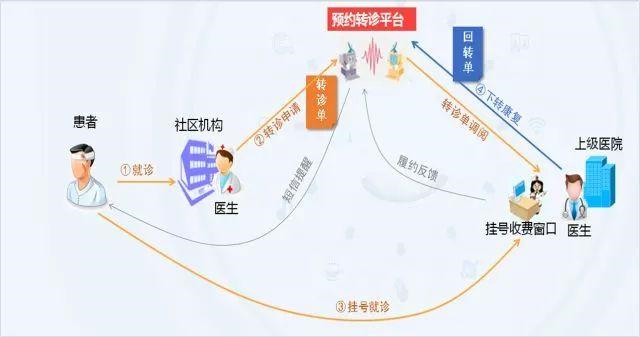 预约转诊平台
回转单
转诊单
患者
社区机构
②转诊申请
转诊单调阅
④下转康复
上级医院
①就诊
短信提醒
履约反馈
医生
挂号收费窗口
医生
③挂号就诊